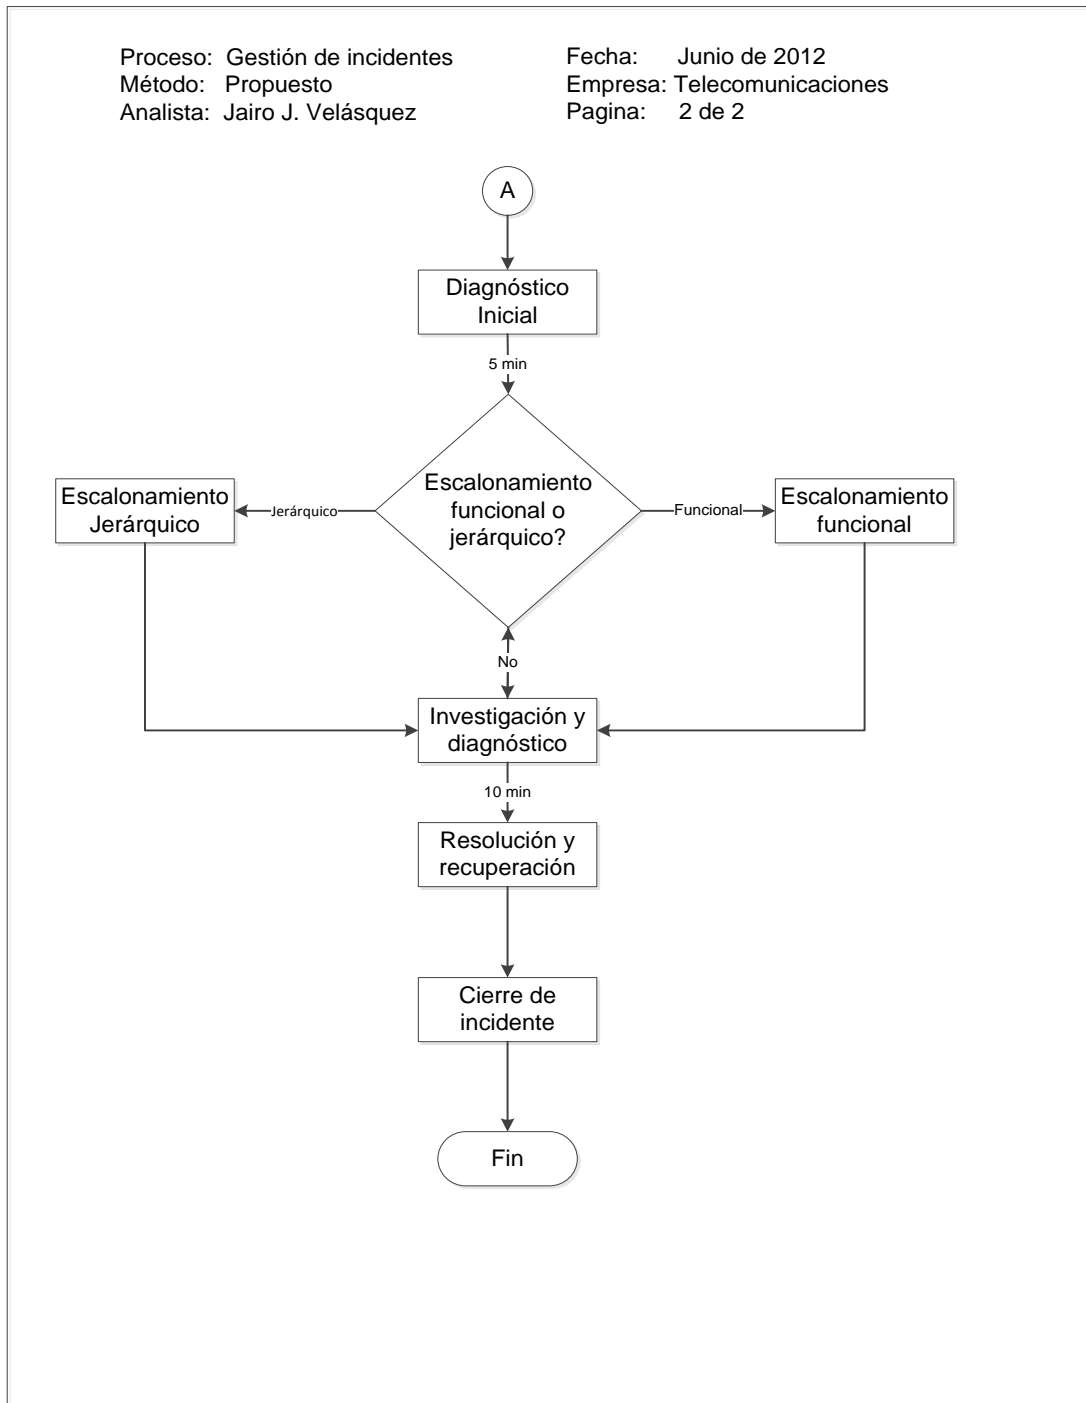 Proceso: Gestión de incidentes
Método: Propuesto
Analista: Jairo J. Velásquez
Fecha: Junio de 2012
Empresa: Telecomunicaciones
Pagina: 2 de 2
A
Diagnóstico
Inicial
5 min
Escalonamiento
funcional o
jerárquico?
Jerárquico
Escalonamiento
Jerárquico
Funcional
Escalonamiento
funcional
No
Investigación y
diagnóstico
10 min
Resolución y
recuperación
Cierre de
incidente
Fin